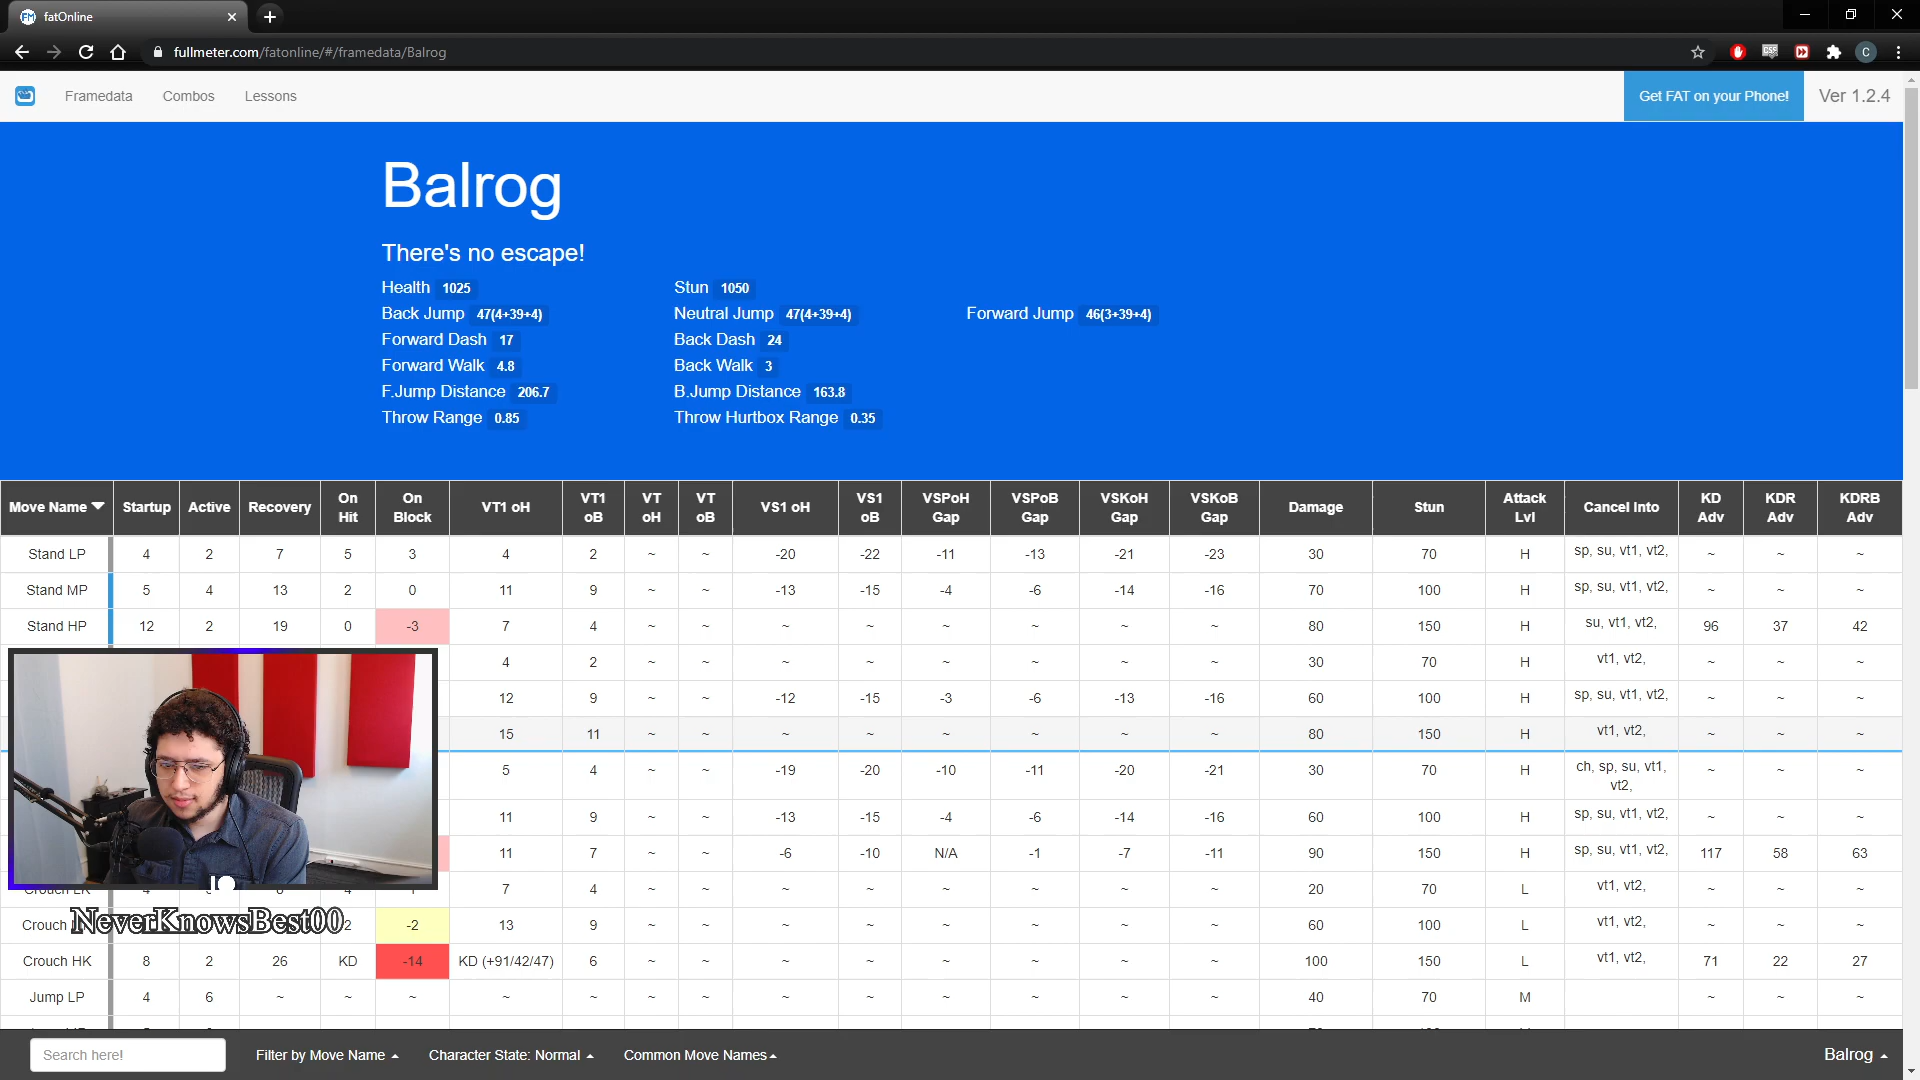 fatOnline
fullmeter.com/fatonline/#/framedata/Balrog
Framedata Combos Lessons Get FAT on your Phone! Ver 1.2.4
Balrog
There's no escape!
Health 1025 Stun 1050
Back Jump 47(4+39+4) Neutral Jump 47(4+39+4) Forward Jump 46(3+39+4)
Forward Dash 17 Back Dash 24
Forward Walk 4.8 Back Walk 3
F.Jump Distance 206.7 B.Jump Distance 163.8
Throw Range 0.85 Throw Hurtbox Range 0.35
Move Name Startup Active Recovery On Hit On Block VT1 oH VT1 oB VT oH VT oB VS1 oH VS1 oB VSPoH Gap VSPoB Gap VSKoH Gap VSKoB Gap Damage Stun Attack Lvl Cancel Into KD Adv KDR Adv KDRB Adv
Stand LP 4 2 7 5 3 4 2 ~ ~ -20 -22 -11 -13 -21 -23 30 70 H sp, su, vt1, vt2, ~ ~ ~
Stand MP 5 4 13 2 0 11 9 ~ ~ -13 -15 -4 -6 -14 -16 70 100 H sp, su, vt1, vt2, ~ ~ ~
Stand HP 12 2 19 0 -3 7 4 ~ ~ ~ ~ ~ ~ ~ ~ 80 150 H su, vt1, vt2, 96 37 42
4 2 ~ ~ ~ ~ ~ ~ ~ ~ 30 70 H vt1, vt2, ~ ~ ~
12 9 ~ ~ -12 -15 -3 -6 -13 -16 60 100 H sp, su, vt1, vt2, ~ ~ ~
15 11 ~ ~ ~ ~ ~ ~ ~ ~ 80 150 H vt1, vt2, ~ ~ ~
5 4 ~ ~ -19 -20 -10 -11 -20 -21 30 70 H ch, sp, su, vt1, vt2, ~ ~ ~
11 9 ~ ~ -13 -15 -4 -6 -14 -16 60 100 H sp, su, vt1, vt2, ~ ~ ~
11 7 ~ ~ -6 -10 N/A -1 -7 -11 90 150 H sp, su, vt1, vt2, 117 58 63
Crouch LK 7 4 ~ ~ ~ ~ ~ ~ ~ ~ 20 70 L vt1, vt2, ~ ~ ~
NeverKnowsBest00
Crouch 2 -2 13 9 ~ ~ ~ ~ ~ ~ ~ ~ 60 100 L vt1, vt2, ~ ~ ~
Crouch HK 8 2 26 KD -14 KD (+91/42/47) 6 ~ ~ ~ ~ ~ ~ ~ ~ 100 150 L vt1, vt2, 71 22 27
Jump LP 4 6 ~ ~ ~ ~ ~ ~ ~ ~ ~ ~ ~ ~ ~ 40 70 M ~ ~ ~
Search here! Filter by Move Name Character State: Normal Common Move Names Balrog